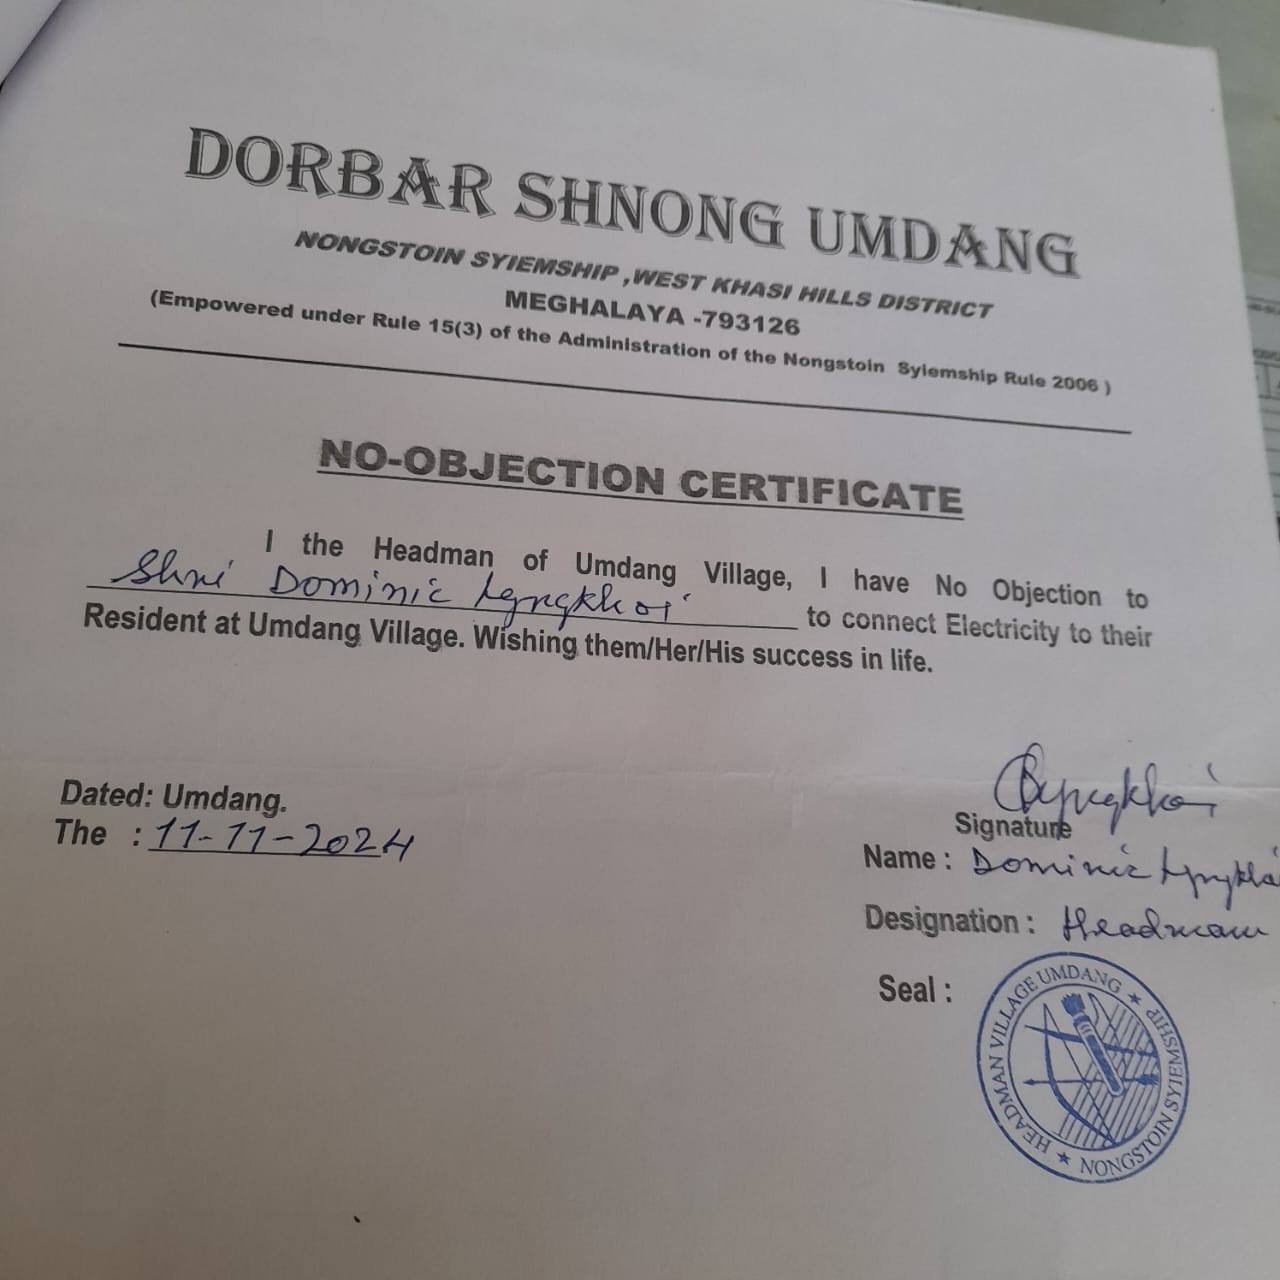 DORBAR SHNONG UMDANG
NONGSTOIN SYIEMSHIP ,WEST KHASI HILLS DISTRICT
MEGHALAYA -793126
(Empowered under Rule 15(3) of the Administration of the Nongstoin Syiemship Rule 2006 )
NO-OBJECTION CERTIFICATE
I the Headman of Umdang Village, I have No Objection to
Shri Dominic Lyngkhoi to connect Electricity to their
Resident at Umdang Village. Wishing them/Her/His success in life.
Dated: Umdang.
The : 11-11-2024
Signature
Name : Dominic
Designation : Headman
Seal :
HEADMAN VILLAGE UMDANG ★ NONGSTOIN SYIEMSHIP ★